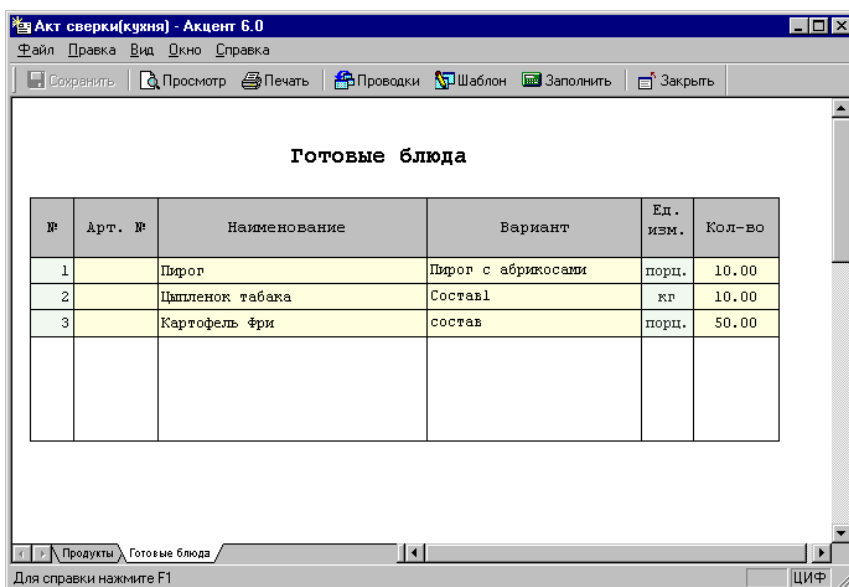 Акт сверки(кухня) - Акцент 6.0
Файл Правка Вид Окно Справка
Сохранить Просмотр Печать Проводки Шаблон Заполнить Закрыть
Готовые блюда
№ Арт. № Наименование Вариант Ед. изм. Кол-во
1 Пирог Пирог с абрикосами порц. 10.00
2 Цыпленок табака Состав1 кг 10.00
3 Картофель Фри состав порц. 50.00
Продукты Готовые блюда
Для справки нажмите F1 ЦИФ